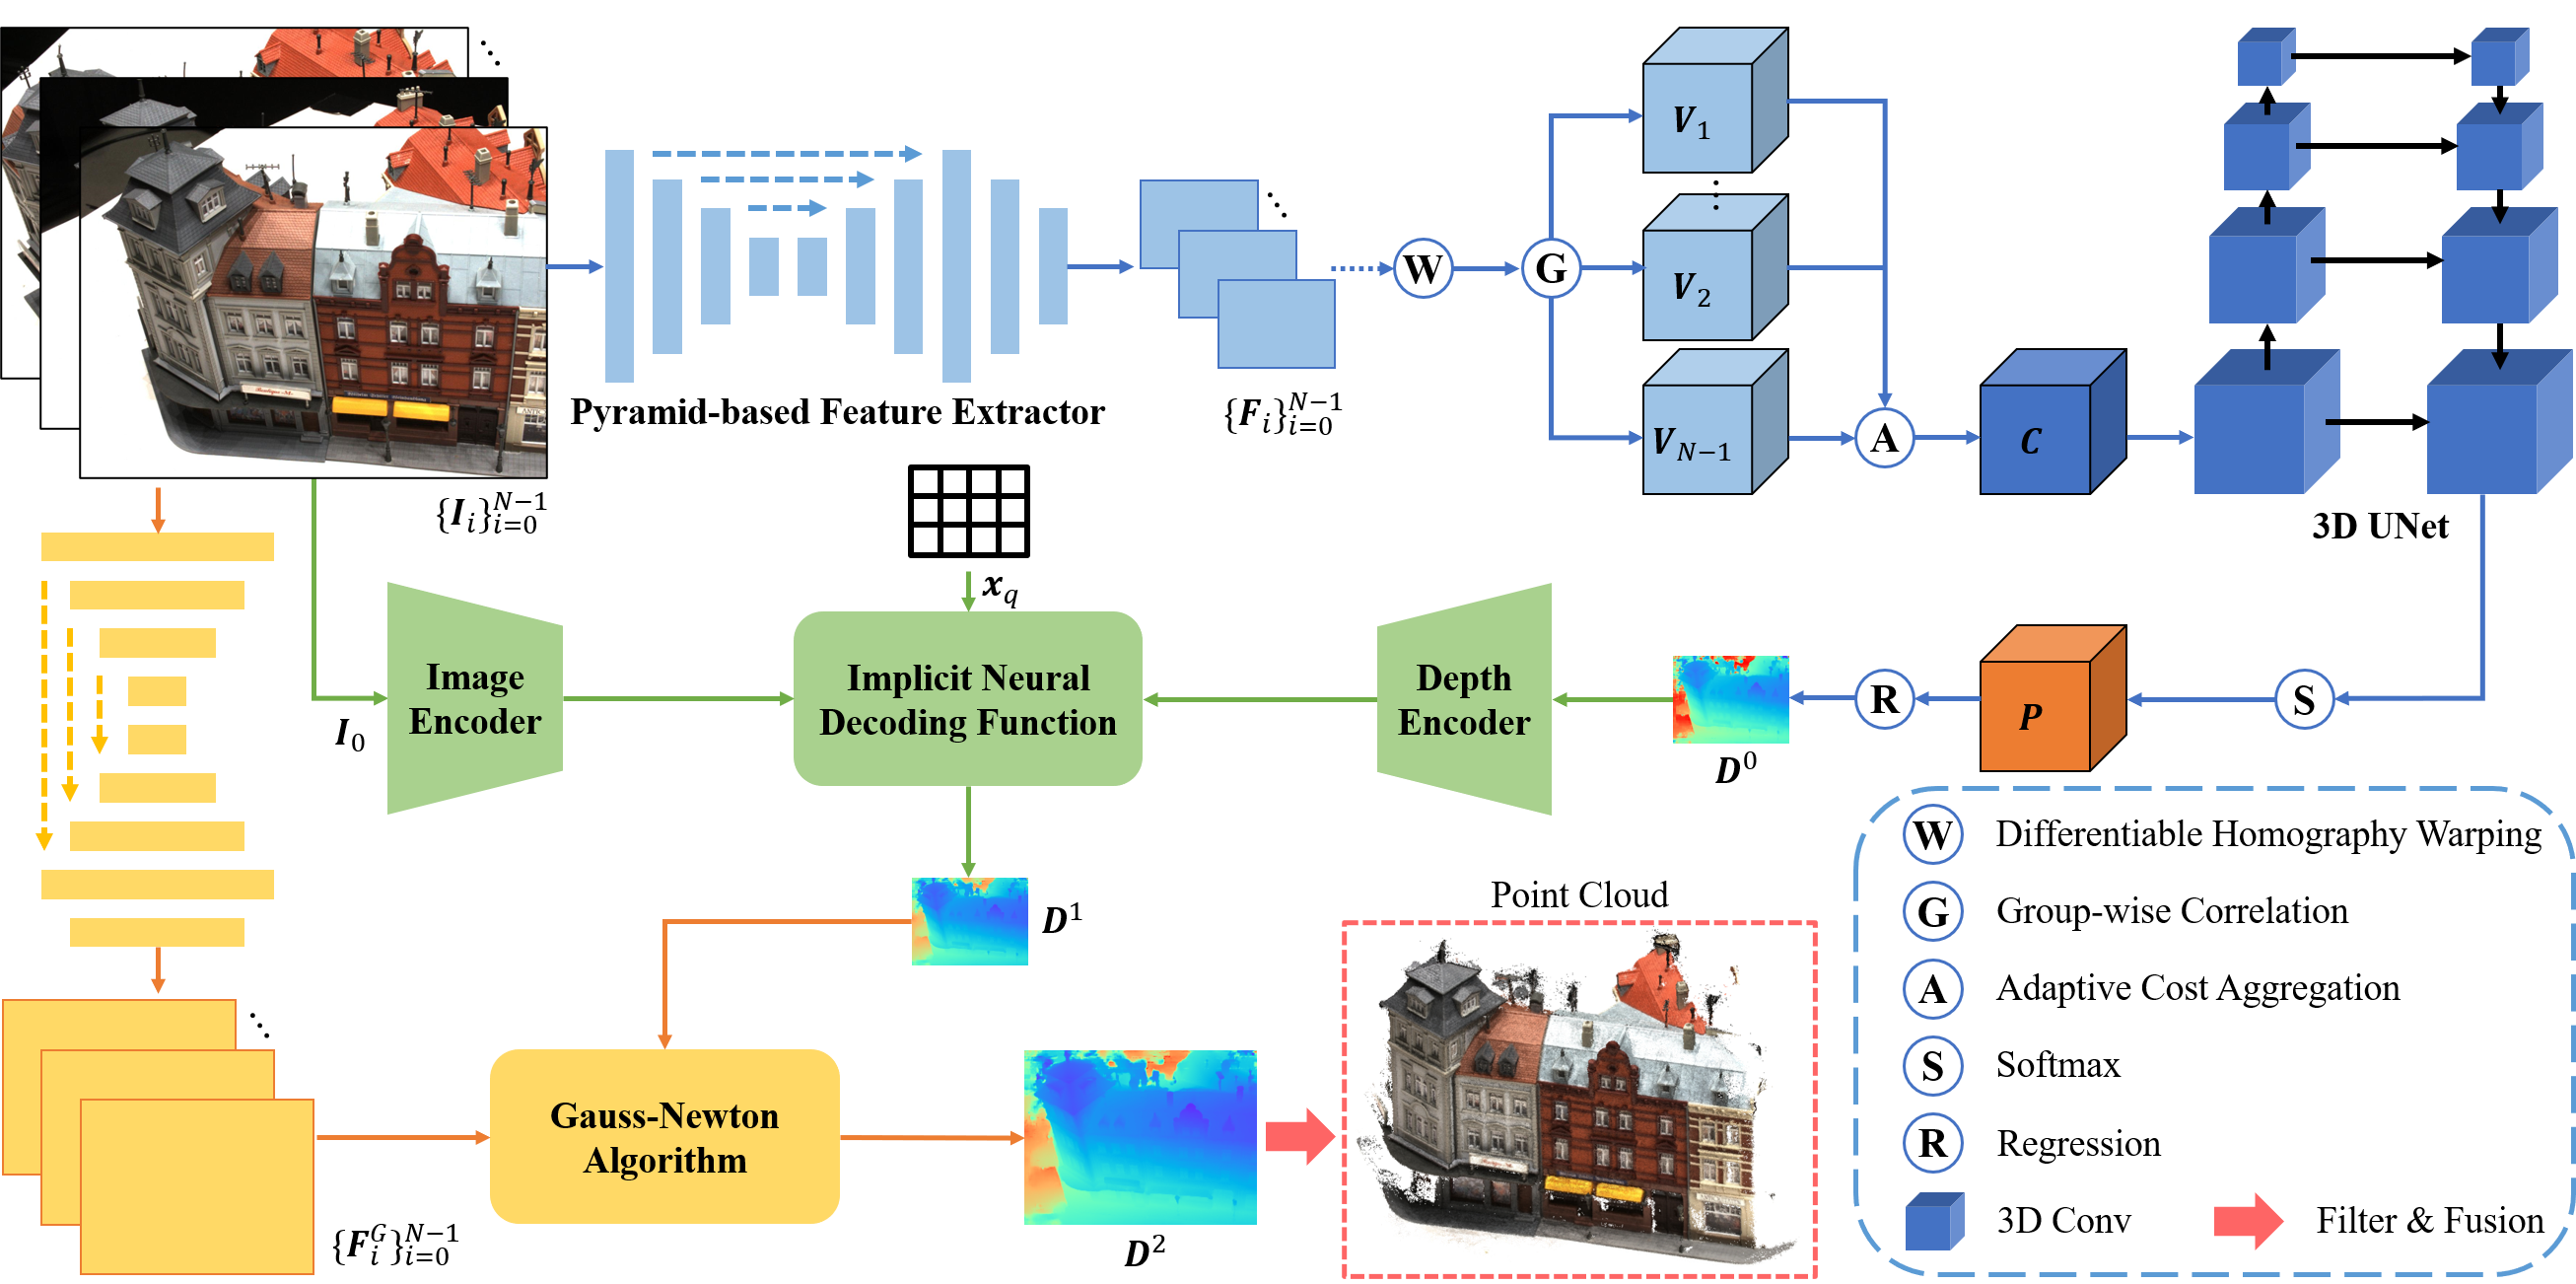 Pyramid-based Feature Extractor
{I_i}_{i=0}^{N-1}
{F_i}_{i=0}^{N-1}
W
G
V_1
V_2
V_{N-1}
A
C
3D UNet
x_q
I_0
Image
Encoder
Implicit Neural
Decoding Function
Depth
Encoder
D^0
R
P
S
D^1
{F_i^G}_{i=0}^{N-1}
Gauss-Newton
Algorithm
D^2
Point Cloud
W Differentiable Homography Warping
G Group-wise Correlation
A Adaptive Cost Aggregation
S Softmax
R Regression
3D Conv
Filter & Fusion